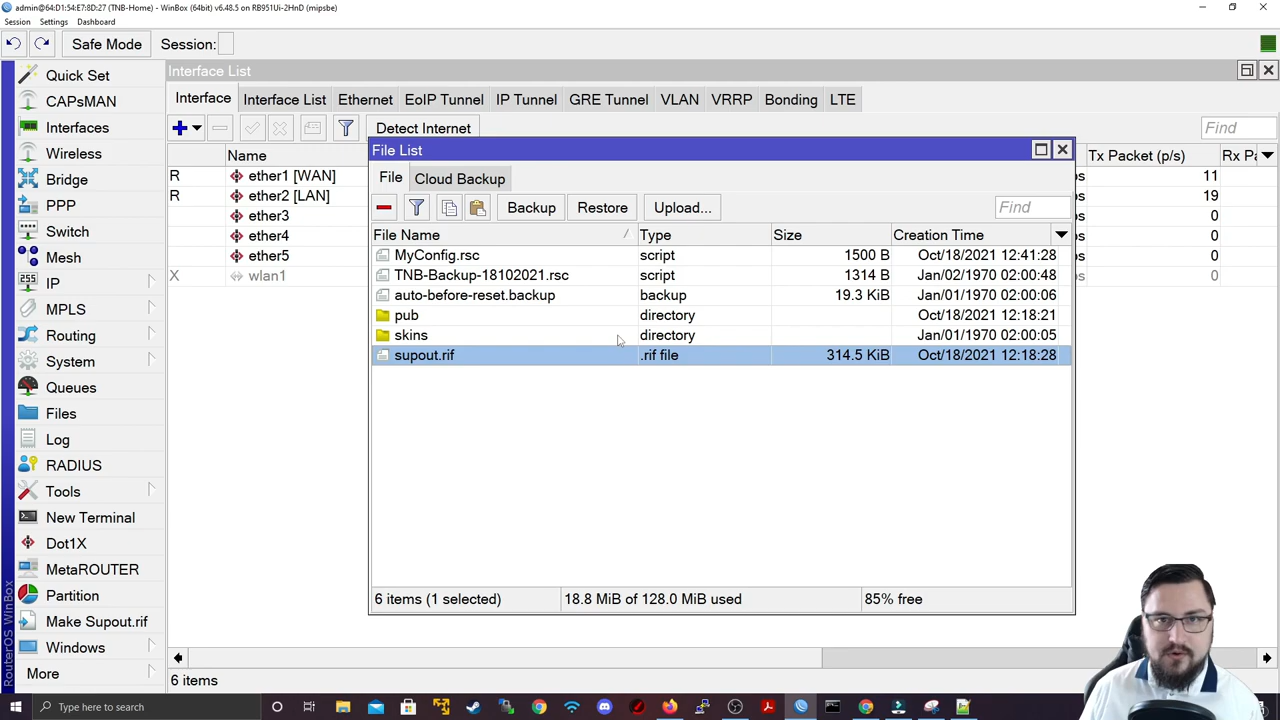 admin@64:D1:54:E7:8D:27 (TNB-Home) - WinBox (64bit) v6.48.5 on RB951Ui-2HnD (mipsbe)
Session Settings Dashboard
Safe Mode Session:
Quick Set
CAPsMAN
Interfaces
Wireless
Bridge
PPP
Switch
Mesh
IP
MPLS
Routing
System
Queues
Files
Log
RADIUS
Tools
New Terminal
Dot1X
MetaROUTER
Partition
Make Supout.rif
Windows
More
RouterOS WinBox
Interface List
Interface Interface List Ethernet EoIP Tunnel IP Tunnel GRE Tunnel VLAN VRRP Bonding LTE
Detect Internet Find
Name Tx Packet (p/s) Rx Pa
R ether1 [WAN] ps 11
R ether2 [LAN] ps 19
ether3 ps 0
ether4 ps 0
ether5 ps 0
X wlan1 ps 0
File List
File Cloud Backup
Backup Restore Upload... Find
File Name Type Size Creation Time
MyConfig.rsc script 1500 B Oct/18/2021 12:41:28
TNB-Backup-18102021.rsc script 1314 B Jan/02/1970 02:00:48
auto-before-reset.backup backup 19.3 KiB Jan/01/1970 02:00:06
pub directory Oct/18/2021 12:18:21
skins directory Jan/01/1970 02:00:05
supout.rif .rif file 314.5 KiB Oct/18/2021 12:18:28
6 items (1 selected) 18.8 MiB of 128.0 MiB used 85% free
6 items
Type here to search